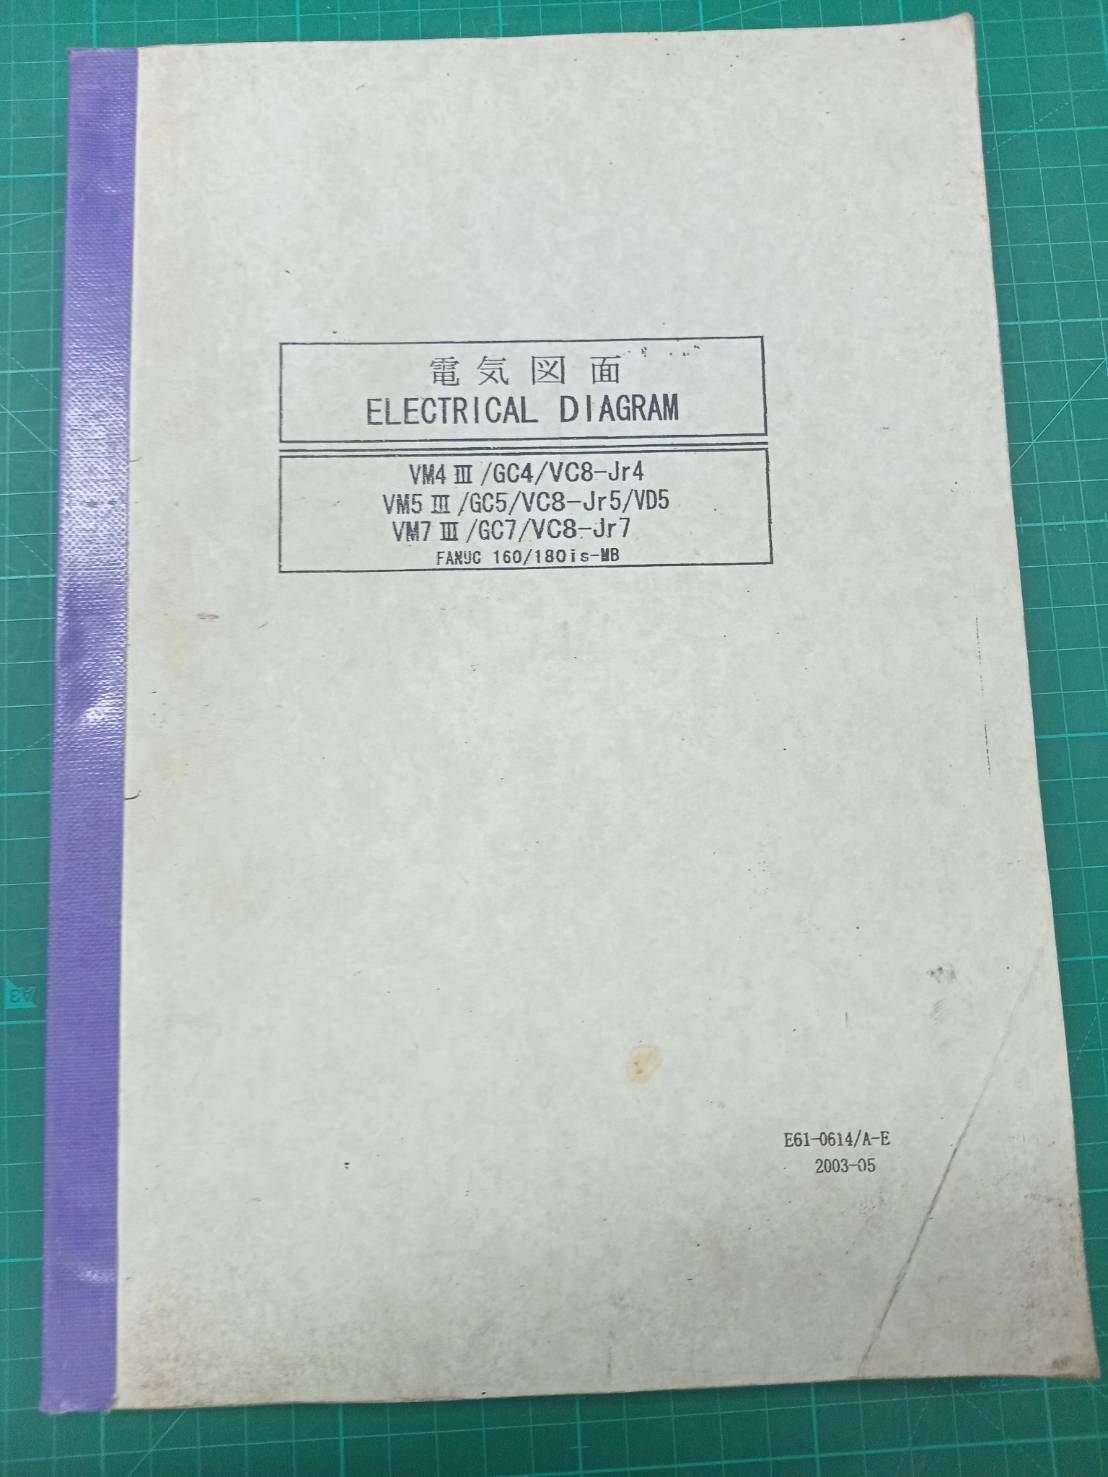 電気図面
ELECTRICAL DIAGRAM
VM4 Ⅲ /GC4/VC8-Jr4
VM5 Ⅲ /GC5/VC8-Jr5/VD5
VM7 Ⅲ /GC7/VC8-Jr7
FANUC 160/180is-MB
E61-0614/A-E
2003-05
A3